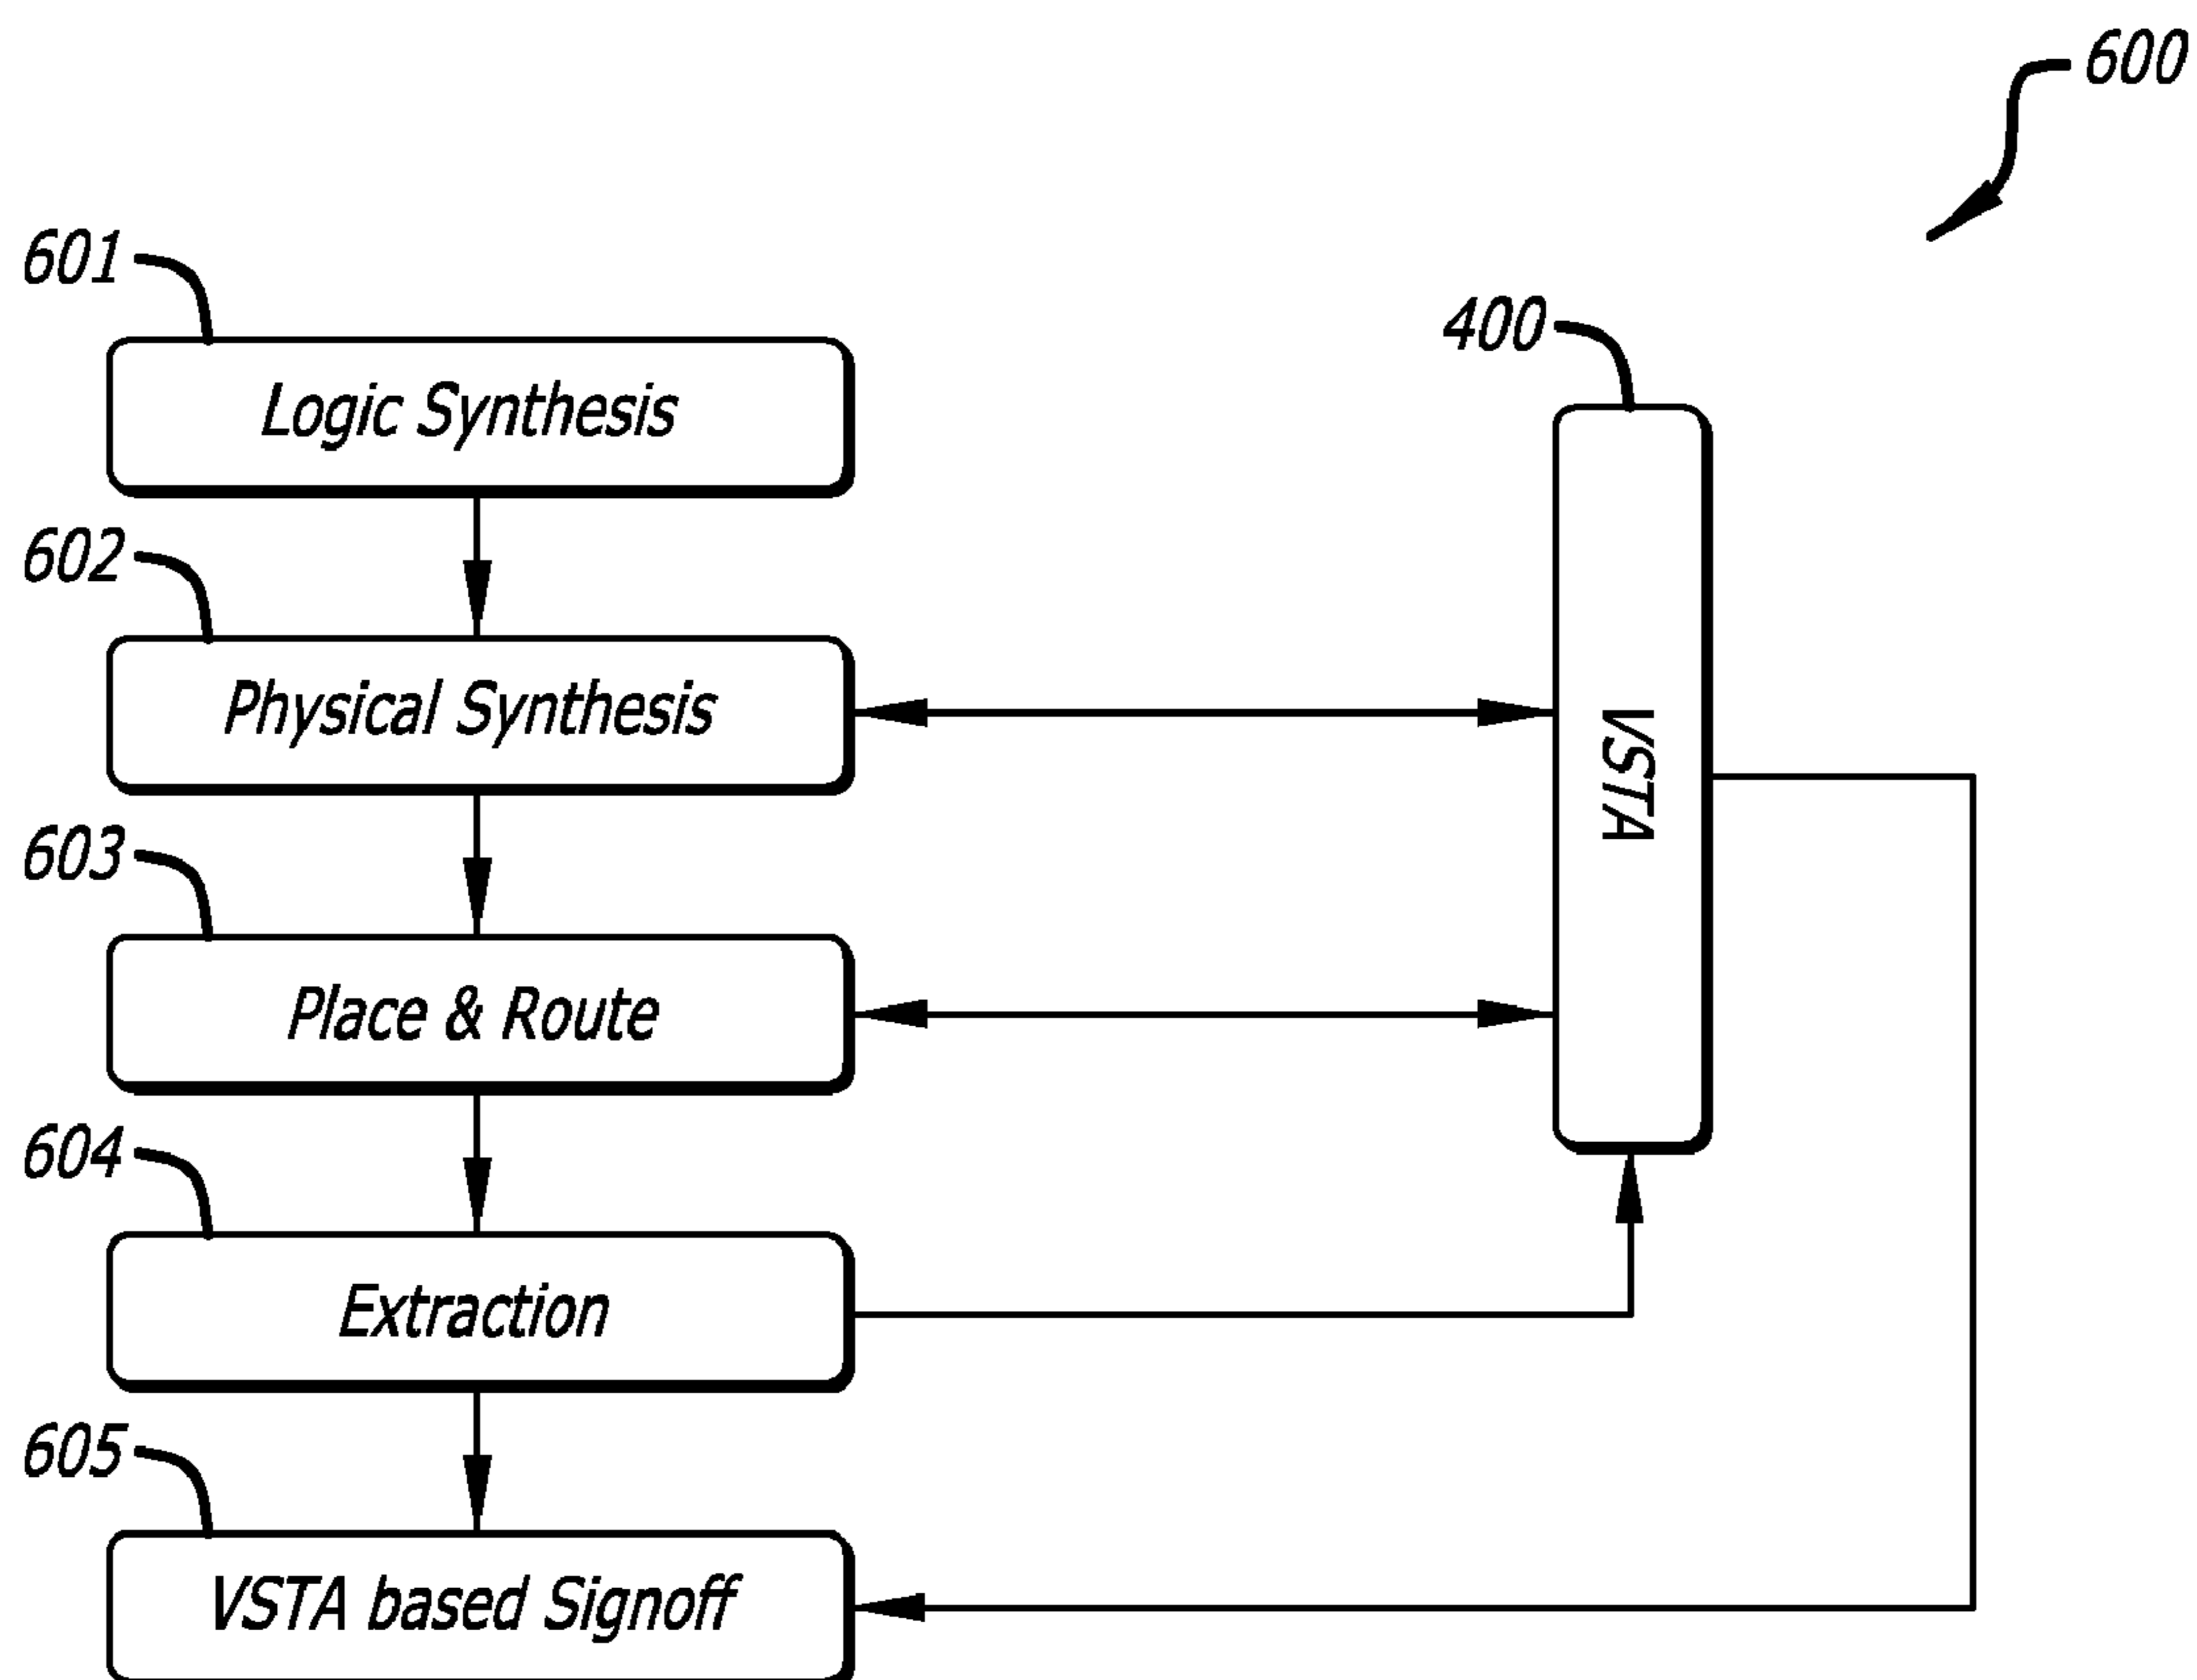 600
601
400
Logic Synthesis
602
Physical Synthesis
VSTA
603
Place & Route
604
Extraction
605
VSTA based Signoff